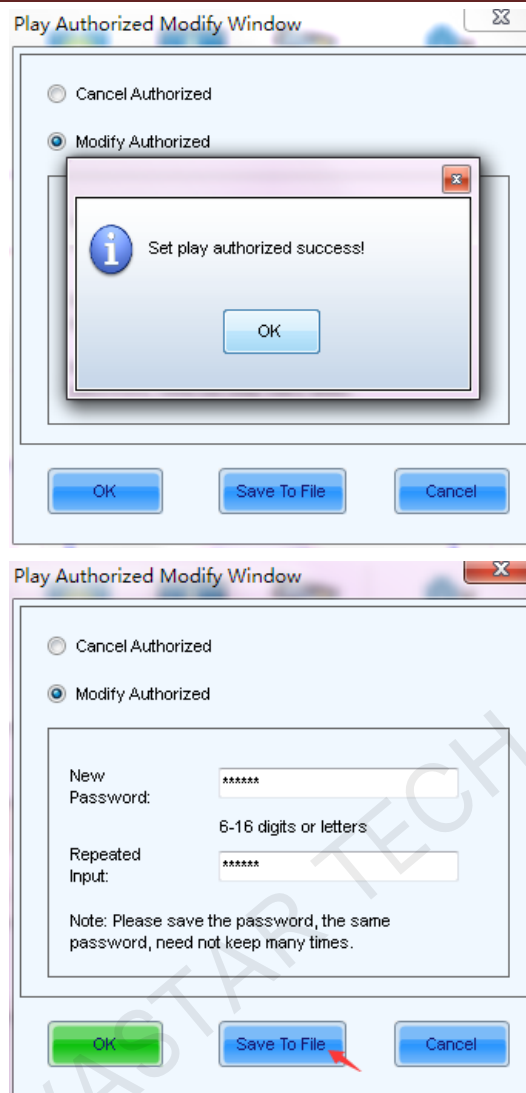 Play Authorized Modify Window
Cancel Authorized
Modify Authorized
Set play authorized success!
OK
OK
Save To File
Cancel
Play Authorized Modify Window
Cancel Authorized
Modify Authorized
New
Password:
******
6-16 digits or letters
Repeated
Input:
******
Note: Please save the password, the same
password, need not keep many times.
OK
Save To File
Cancel
ASTAR TECH